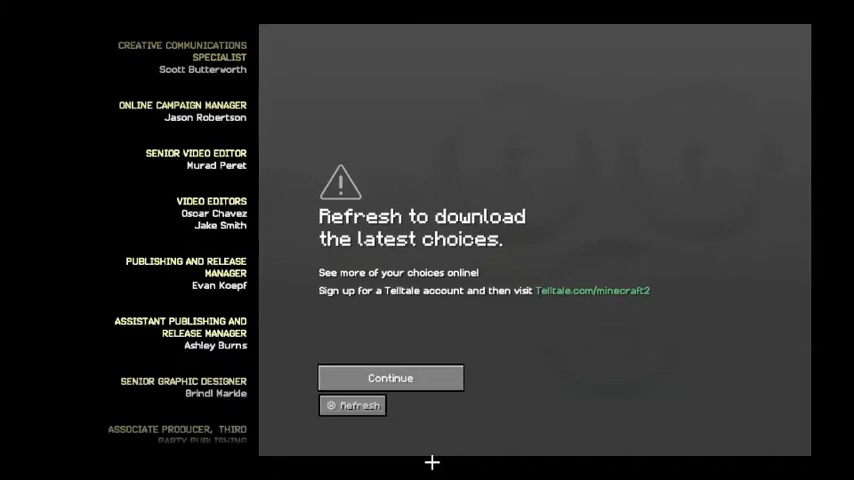 CREATIVE COMMUNICATIONS
SPECIALIST
Scott Butterworth
ONLINE CAMPAIGN MANAGER
Jason Robertson
SENIOR VIDEO EDITOR
Murad Peret
VIDEO EDITORS
Oscar Chavez
Jake Smith
PUBLISHING AND RELEASE
MANAGER
Evan Koepf
ASSISTANT PUBLISHING AND
RELEASE MANAGER
Ashley Burns
SENIOR GRAPHIC DESIGNER
Brindl Markle
ASSOCIATE PRODUCER, THIRD
PARTY PUBLISHING
Refresh to download
the latest choices.
See more of your choices online!
Sign up for a Telltale account and then visit Telltale.com/minecraft2
Continue
Refresh